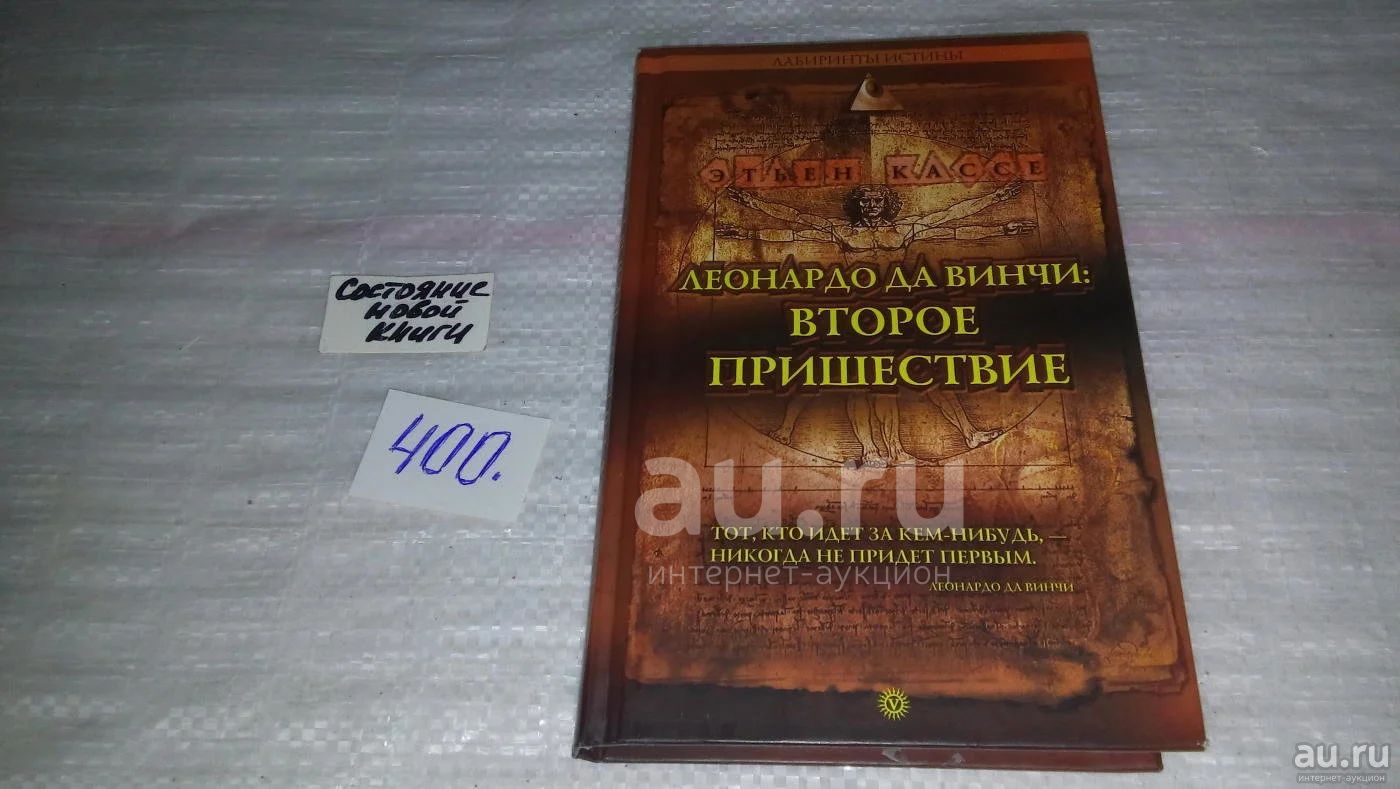 ЛАБИРИНТЫ ИСТИНЫ
ЭТЬЕН КАССЕ
ЛЕОНАРДО ДА ВИНЧИ:
ВТОРОЕ
ПРИШЕСТВИЕ
Состояние
новой
книги
400.
au.ru
интернет-аукцион
ТОТ, КТО ИДЕТ ЗА КЕМ-НИБУДЬ, —
НИКОГДА НЕ ПРИДЕТ ПЕРВЫМ.
ЛЕОНАРДО ДА ВИНЧИ
V
au.ru
интернет-аукцион